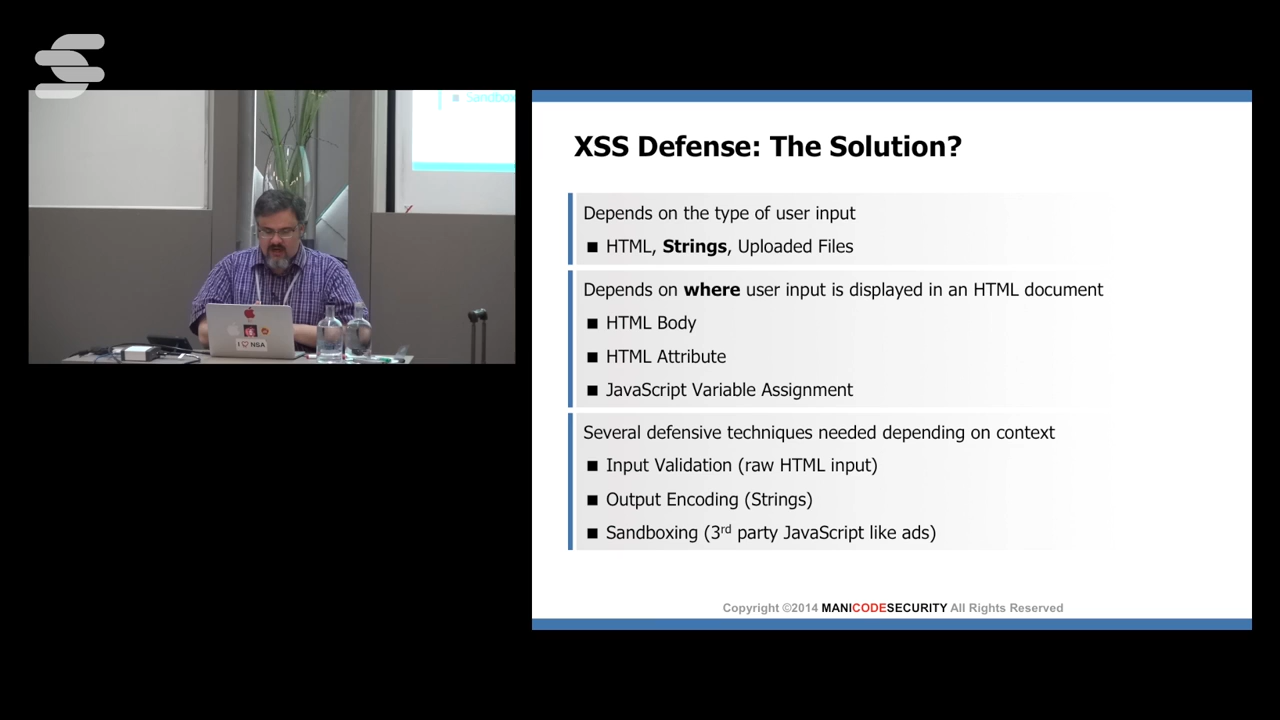 Sandbox
I ♡ NSA
XSS Defense: The Solution?
Depends on the type of user input
■ HTML, Strings, Uploaded Files
Depends on where user input is displayed in an HTML document
■ HTML Body
■ HTML Attribute
■ JavaScript Variable Assignment
Several defensive techniques needed depending on context
■ Input Validation (raw HTML input)
■ Output Encoding (Strings)
■ Sandboxing (3rd party JavaScript like ads)
Copyright ©2014 MANICODESECURITY All Rights Reserved